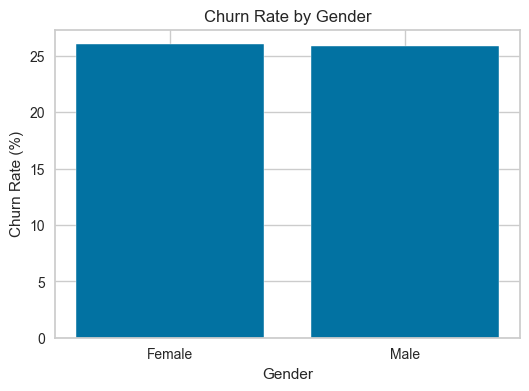 Churn Rate by Gender
Churn Rate (%)
25
20
15
10
5
0
Female
Male
Gender